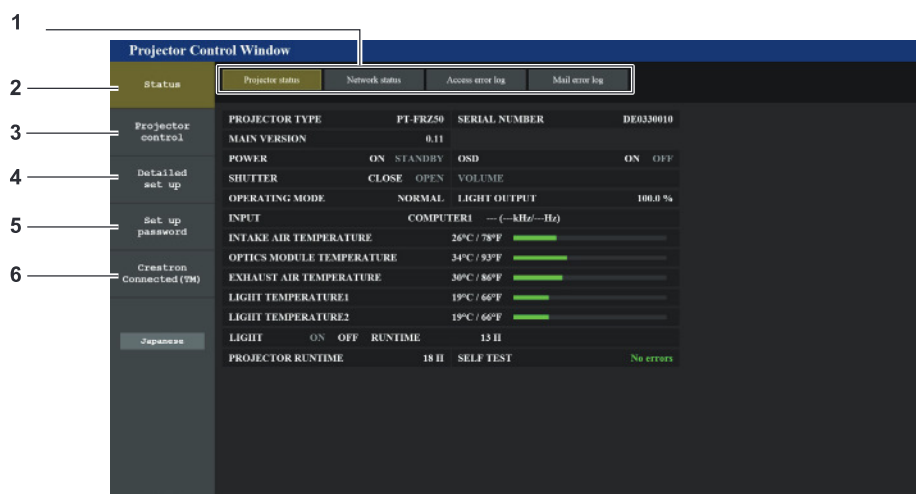 1
Projector Control Window
2
Status
Projector status Network status Access error log Mail error log
3
Projector
control
4
Detailed
set up
5
Set up
password
6
Crestron
Connected(TM)
Japanese
PROJECTOR TYPE PT-FRZ50 SERIAL NUMBER DE0330010
MAIN VERSION 0.11
POWER ON STANDBY OSD ON OFF
SHUTTER CLOSE OPEN VOLUME
OPERATING MODE NORMAL LIGHT OUTPUT 100.0 %
INPUT COMPUTER1 --- (---kHz/---Hz)
INTAKE AIR TEMPERATURE 26°C / 78°F
OPTICS MODULE TEMPERATURE 34°C / 93°F
EXHAUST AIR TEMPERATURE 30°C / 86°F
LIGHT TEMPERATURE1 19°C / 66°F
LIGHT TEMPERATURE2 19°C / 66°F
LIGHT ON OFF RUNTIME 13 H
PROJECTOR RUNTIME 18 H SELF TEST No errors